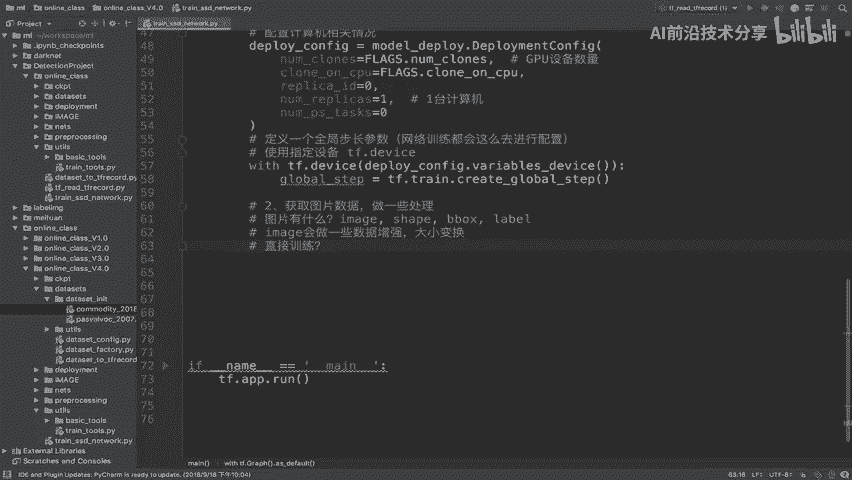 ml online_class online_class_V4.0 train_ssd_network.py tf_read_tfrecord (1)
AI前沿技术分享 bilibili
Project train_ssd_network.py
ml ~/workspace/ml
.ipynb_checkpoints
darknet
DetectionProject
online_class
ckpt
datasets
deployment
IMAGE
nets
preprocessing
utils
basic_tools
train_tools.py
dataset_to_tfrecord.py
tf_read_tfrecord.py
train_ssd_network.py
labelimg
meituan
online_class
online_class_V1.0
online_class_V2.0
online_class_V3.0
online_class_V4.0
ckpt
datasets
dataset_init
commodity_2018
pasvalvoc_2007.
utils
dataset_config.py
dataset_factory.py
dataset_to_tfrecord
deployment
IMAGE
nets
preprocessing
utils
basic_tools
train_tools.py
train_ssd_network.py
External Libraries
Scratches and Consoles
47 # 配置计算机相关情况
48 deploy_config = model_deploy.DeploymentConfig(
49 num_clones=FLAGS.num_clones, # GPU设备数量
50 clone_on_cpu=FLAGS.clone_on_cpu,
51 replica_id=0,
52 num_replicas=1, # 1台计算机
53 num_ps_tasks=0
54 )
55 # 定义一个全局步长参数（网络训练都会这么去进行配置）
56 # 使用指定设备 tf.device
57 with tf.device(deploy_config.variables_device()):
58 global_step = tf.train.create_global_step()
59
60 # 2、获取图片数据，做一些处理
61 # 图片有什么？image, shape, bbox, label
62 # image会做一些数据增强，大小变换
63 # 直接训练？
64
65
66
67
68
69
70
71
72 if __name__ == '__main__':
73 tf.app.run()
74
75
76
main() with tf.Graph().as_default()
IDE and Plugin Updates: PyCharm is ready to update. (2018/9/18 下午10:04) 63:16 LF: UTF-8: